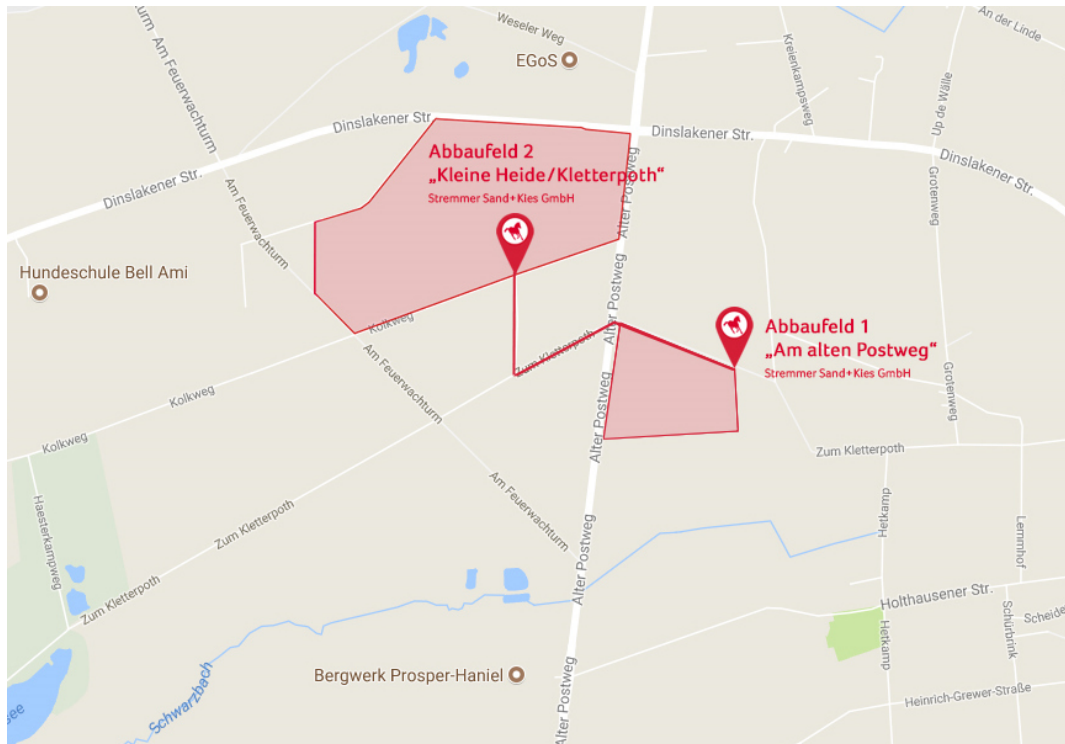 Weseler Weg
An der Linde
EGoS
Kreienkampsweg
Up de Wälle
Am Feuerwachturm
Dinslakener Str.
Dinslakener Str.
Dinslakener Str.
Dinslakener Str.
Abbaufeld 2
„Kleine Heide/Kletterpoth“
Stremmer Sand+Kies GmbH
Alter Postweg
Grotenweg
Am Feuerwachturm
Hundeschule Bell Ami
Alter Postweg
Kolkweg
Zum Kletterpoth
Abbaufeld 1
„Am alten Postweg“
Stremmer Sand+Kies GmbH
Am Feuerwachturm
Grotenweg
Kolkweg
Alter Postweg
Kolkweg
Zum Kletterpoth
Am Feuerwachturm
Haesterkampweg
Zum Kletterpoth
Hetkamp
Lemmhof
Alter Postweg
Zum Kletterpoth
Holthausener Str.
Schürbrink
Scheide
Hetkamp
Bergwerk Prosper-Haniel
Schwarzbach
Alter Postweg
Heinrich-Grewer-Straße
see